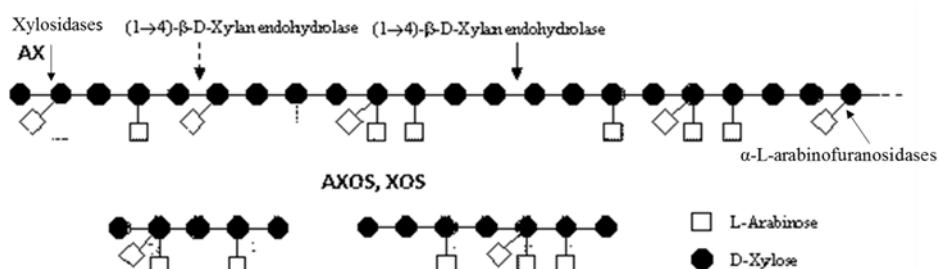 Xylosidases
(1→4)-β-D-Xylan endohydrolase
(1→4)-β-D-Xylan endohydrolase
AX
α-L-arabinofuranosidases
AXOS, XOS
L-Arabinose
D-Xylose